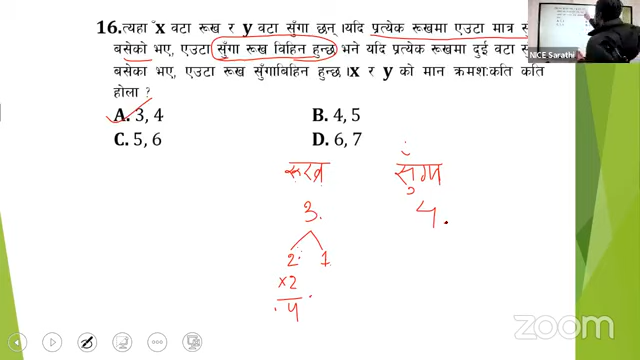 16. त्यहाँ x वटा रूख र y वटा सुँगा छन् । यदि प्रत्येक रूखमा एउटा मात्र
बसेको भए, एउटा सुँगा रूख विहिन हुन्छ भने यदि प्रत्येक रूखमा दुई वटा
बसेका भए, एउटा रूख सुँगाविहिन हुन्छ । x र y को मान क्रमशः कति कति
होला ?
A. 3, 4 B. 4, 5
C. 5, 6 D. 6, 7
रूख सुँगा
3. 4.
2 1
×2
4
NICE Sarathi
zoom